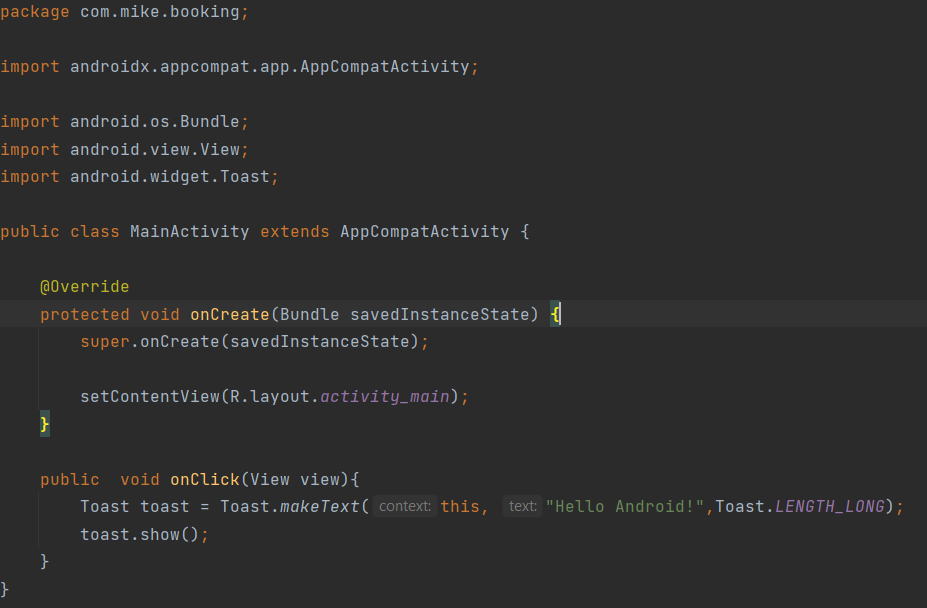 package com.mike.booking;
import androidx.appcompat.app.AppCompatActivity;
import android.os.Bundle;
import android.view.View;
import android.widget.Toast;
public class MainActivity extends AppCompatActivity {
@Override
protected void onCreate(Bundle savedInstanceState) {
super.onCreate(savedInstanceState);
setContentView(R.layout.activity_main);
}
public  void onClick(View view){
Toast toast = Toast.makeText( context: this,  text: "Hello Android!",Toast.LENGTH_LONG);
toast.show();
}
}